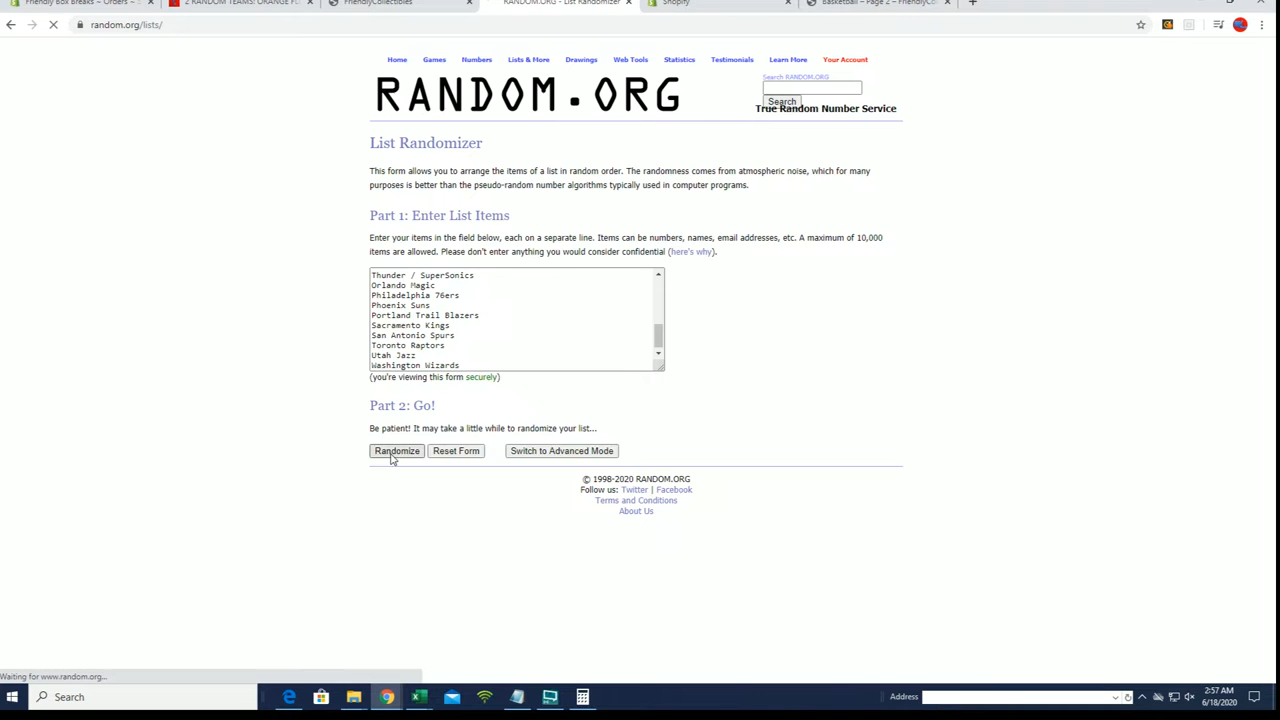 Friendly Box Breaks – Orders – S
2 RANDOM TEAMS: ORANGE FL
FriendlyCollectibles
RANDOM.ORG - List Randomizer
Shopify
Basketball – Page 2 – FriendlyCo
random.org/lists/
Home Games Numbers Lists & More Drawings Web Tools Statistics Testimonials Learn More Your Account
RANDOM.ORG
Search RANDOM.ORG
Search
True Random Number Service
List Randomizer
This form allows you to arrange the items of a list in random order. The randomness comes from atmospheric noise, which for many
purposes is better than the pseudo-random number algorithms typically used in computer programs.
Part 1: Enter List Items
Enter your items in the field below, each on a separate line. Items can be numbers, names, email addresses, etc. A maximum of 10,000
items are allowed. Please don't enter anything you would consider confidential (here's why).
Thunder / SuperSonics
Orlando Magic
Philadelphia 76ers
Phoenix Suns
Portland Trail Blazers
Sacramento Kings
San Antonio Spurs
Toronto Raptors
Utah Jazz
Washington Wizards
(you're viewing this form securely)
Part 2: Go!
Be patient! It may take a little while to randomize your list...
Randomize Reset Form Switch to Advanced Mode
© 1998-2020 RANDOM.ORG
Follow us: Twitter | Facebook
Terms and Conditions
About Us
Waiting for www.random.org...
Search
Address
2:57 AM
6/18/2020